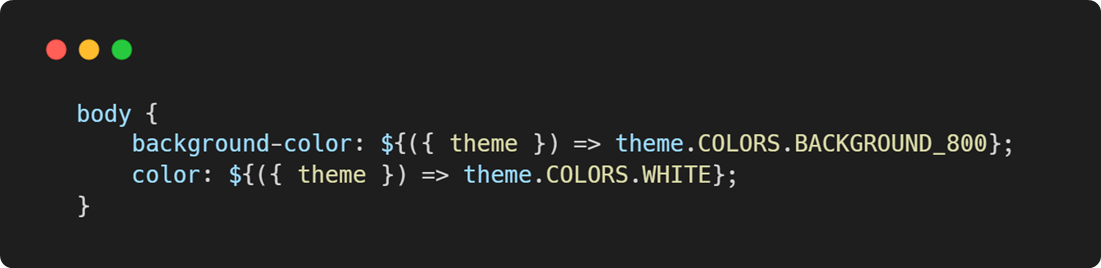 body {
    background-color: ${({ theme }) => theme.COLORS.BACKGROUND_800};
    color: ${({ theme }) => theme.COLORS.WHITE};
}